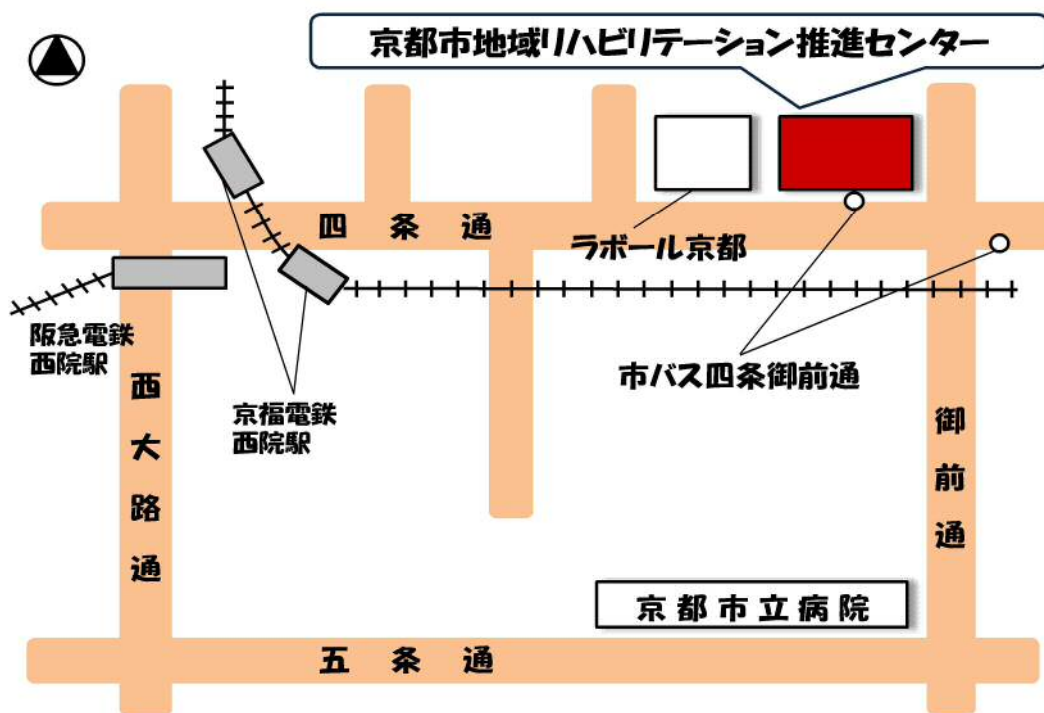 京都市地域リハビリテーション推進センター
四条通
ラボール京都
阪急電鉄
西院駅
市バス四条御前通
西大路通
京福電鉄
西院駅
御前通
京都市立病院
五条通